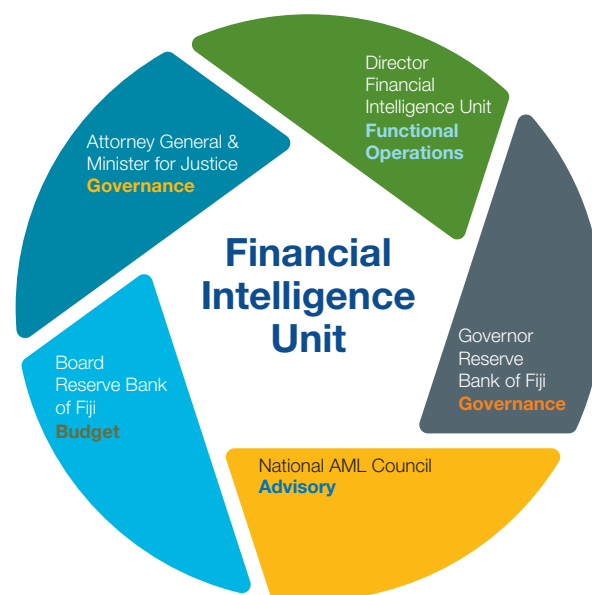 Director
Financial
Intelligence Unit
Functional
Operations
Attorney General &
Minister for Justice
Governance
Financial
Intelligence
Unit
Governor
Reserve
Bank of Fiji
Governance
Board
Reserve Bank
of Fiji
Budget
National AML Council
Advisory